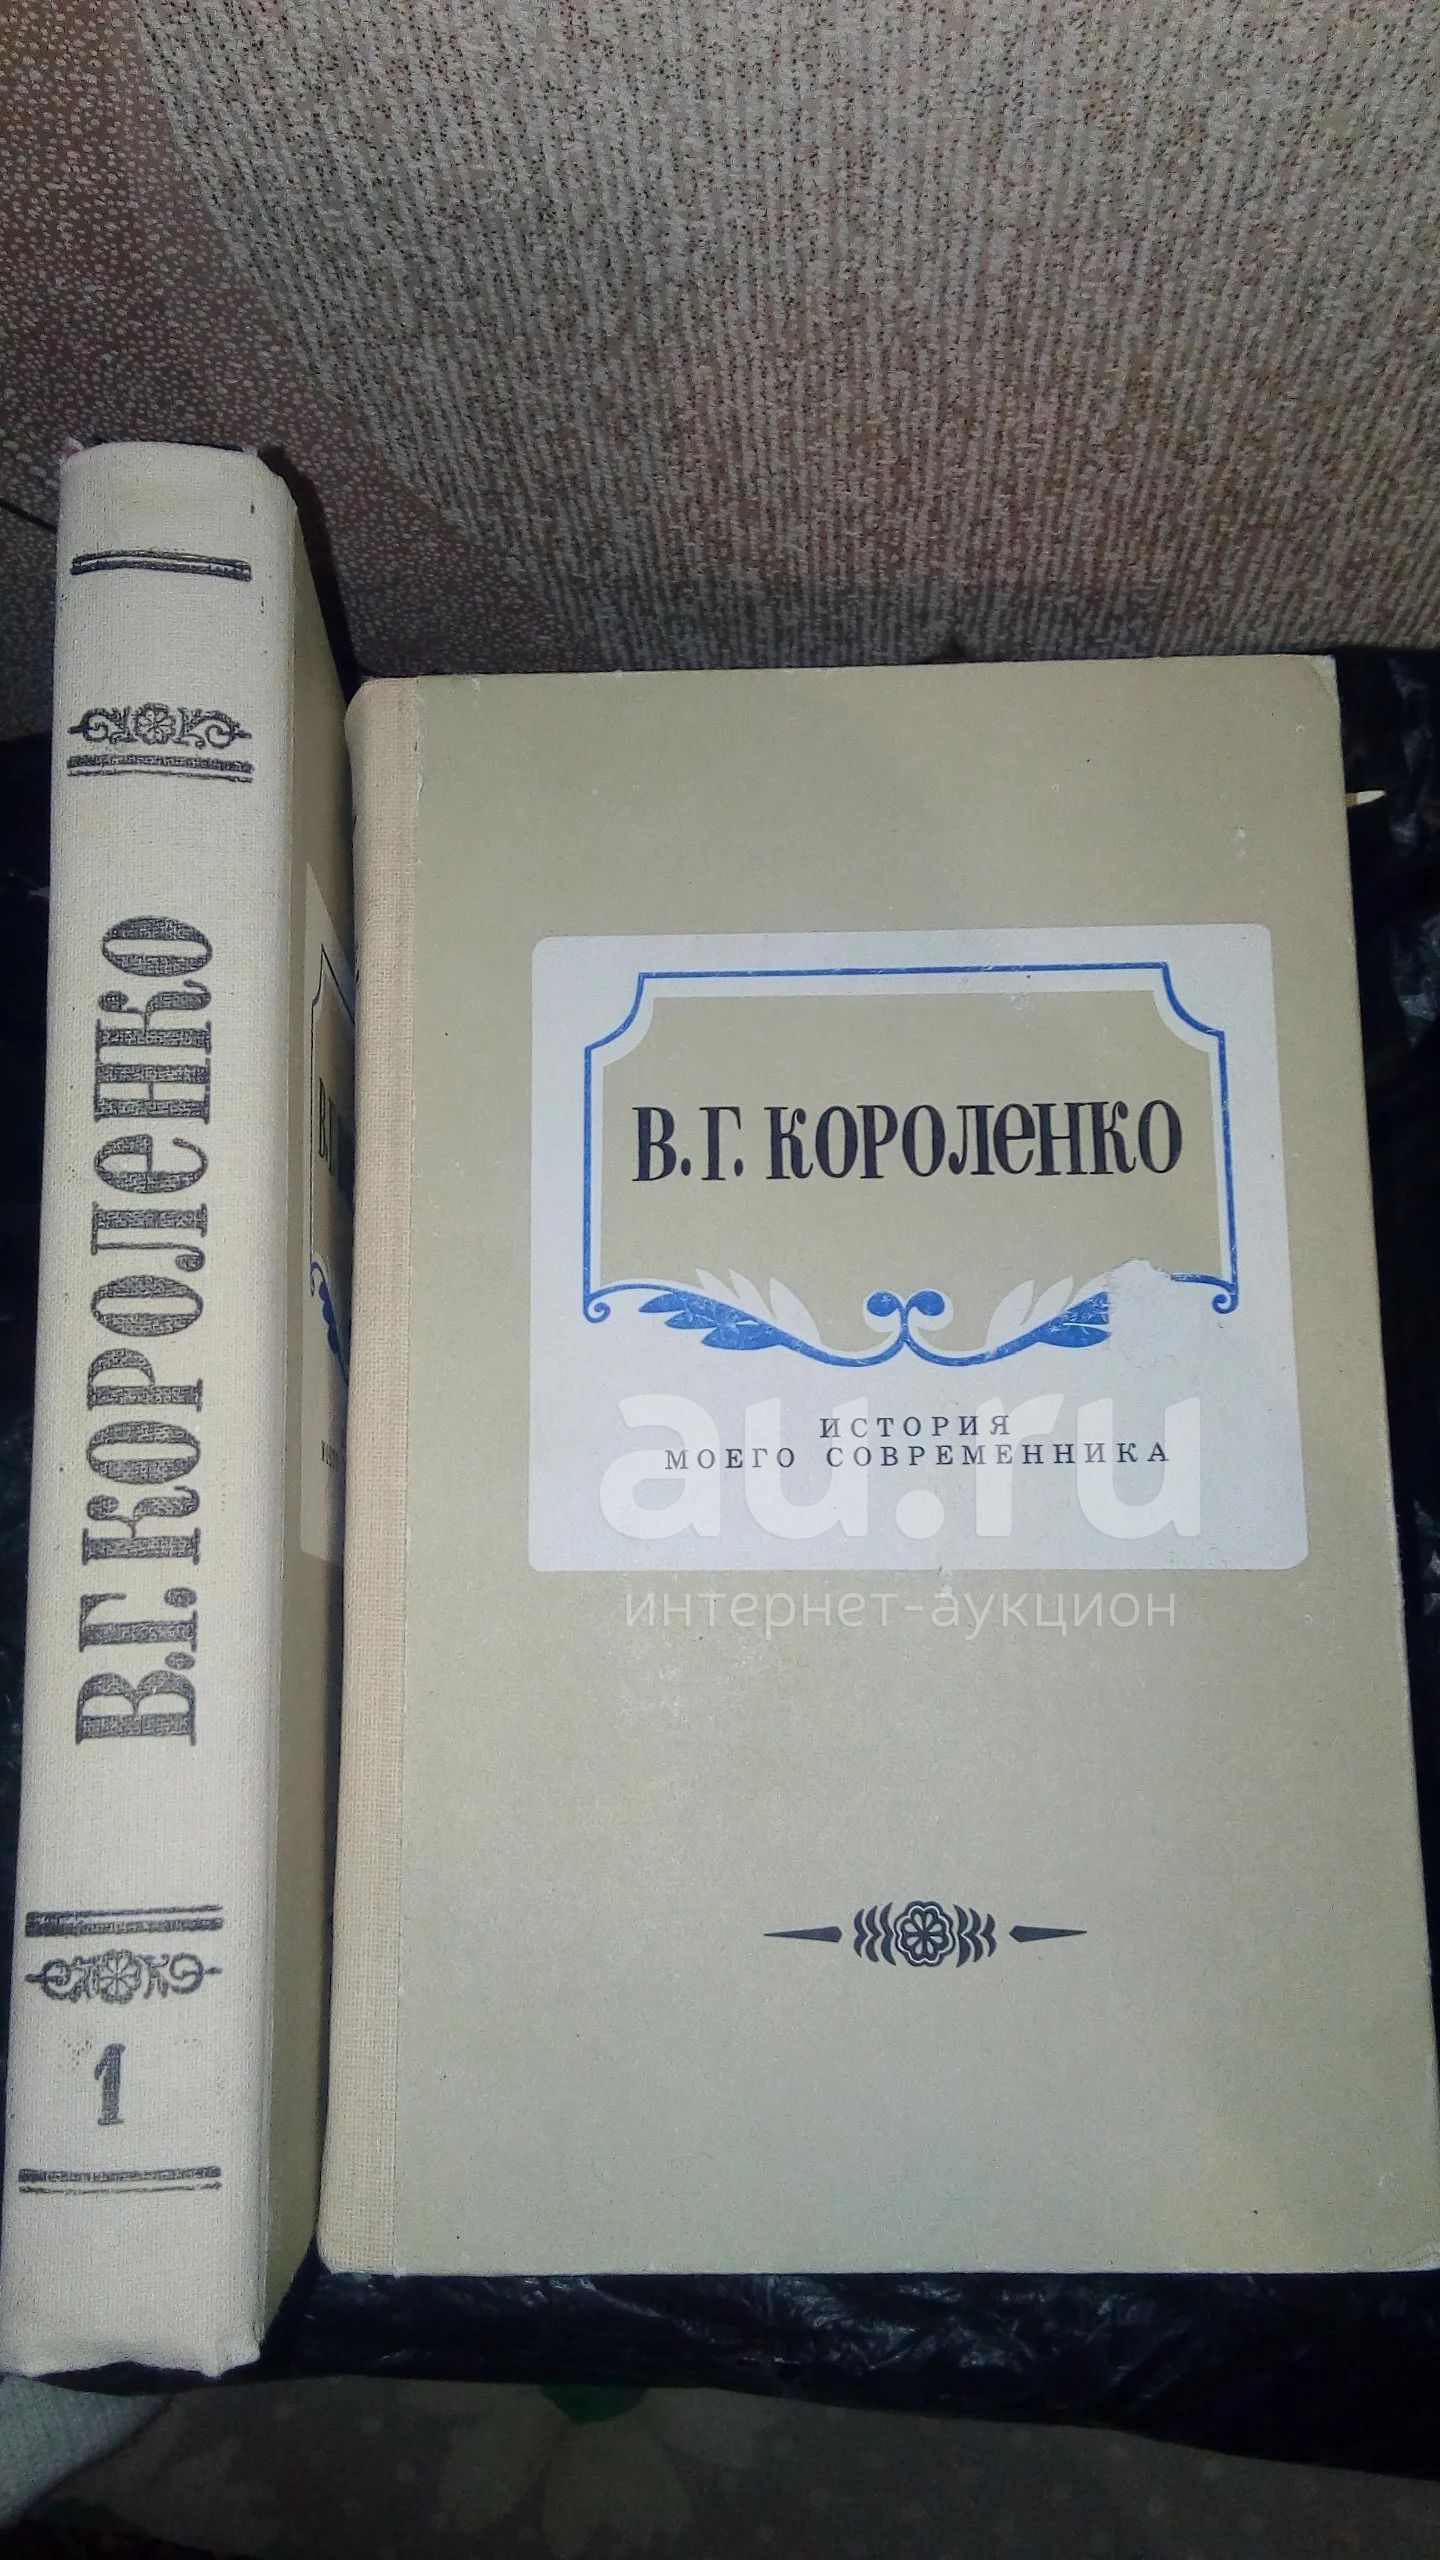 В.Г. КОРОЛЕНКО
1
В.Г. КОРОЛЕНКО
ИСТОРИЯ
МОЕГО СОВРЕМЕННИКА
au.ru
интернет-аукцион